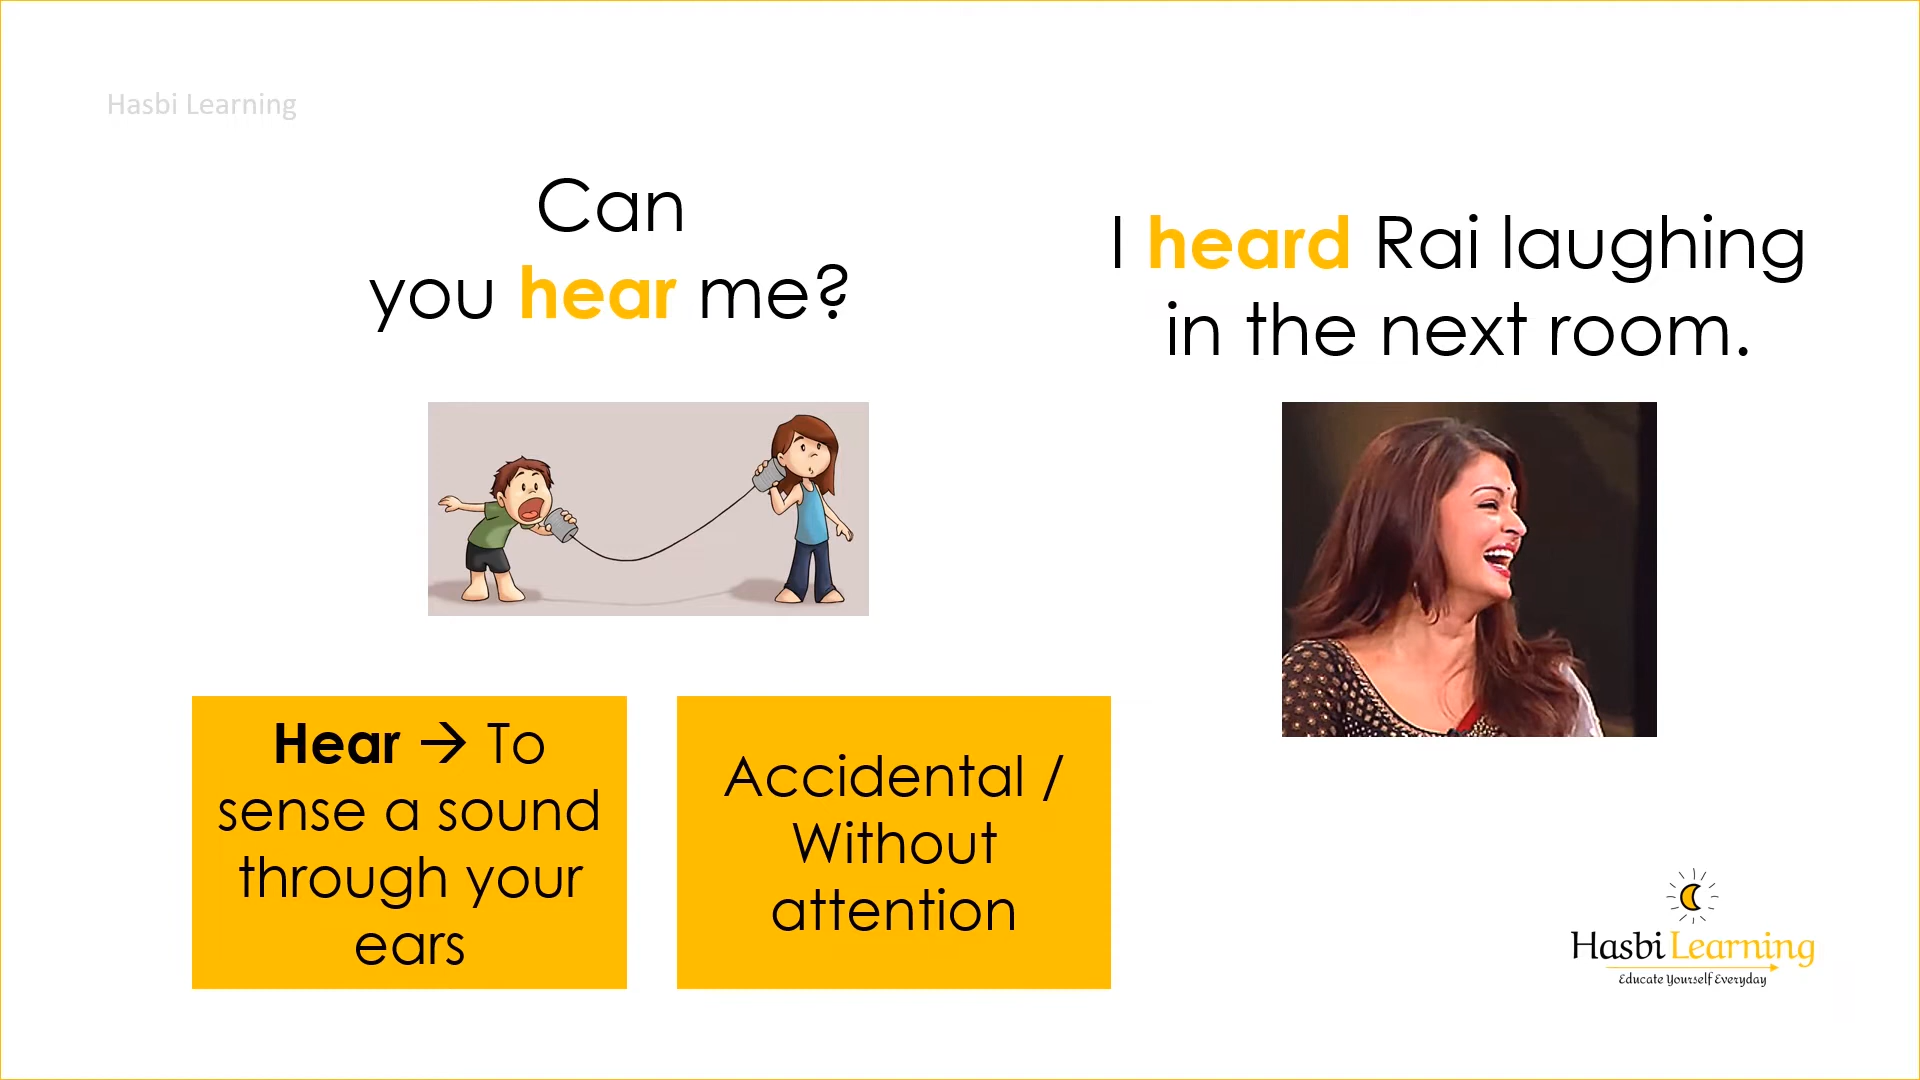 Hasbi Learning
Can
you hear me?
I heard Rai laughing
in the next room.
Hear → To
sense a sound
through your
ears
Accidental /
Without
attention
Hasbi Learning
Educate Yourself Everyday